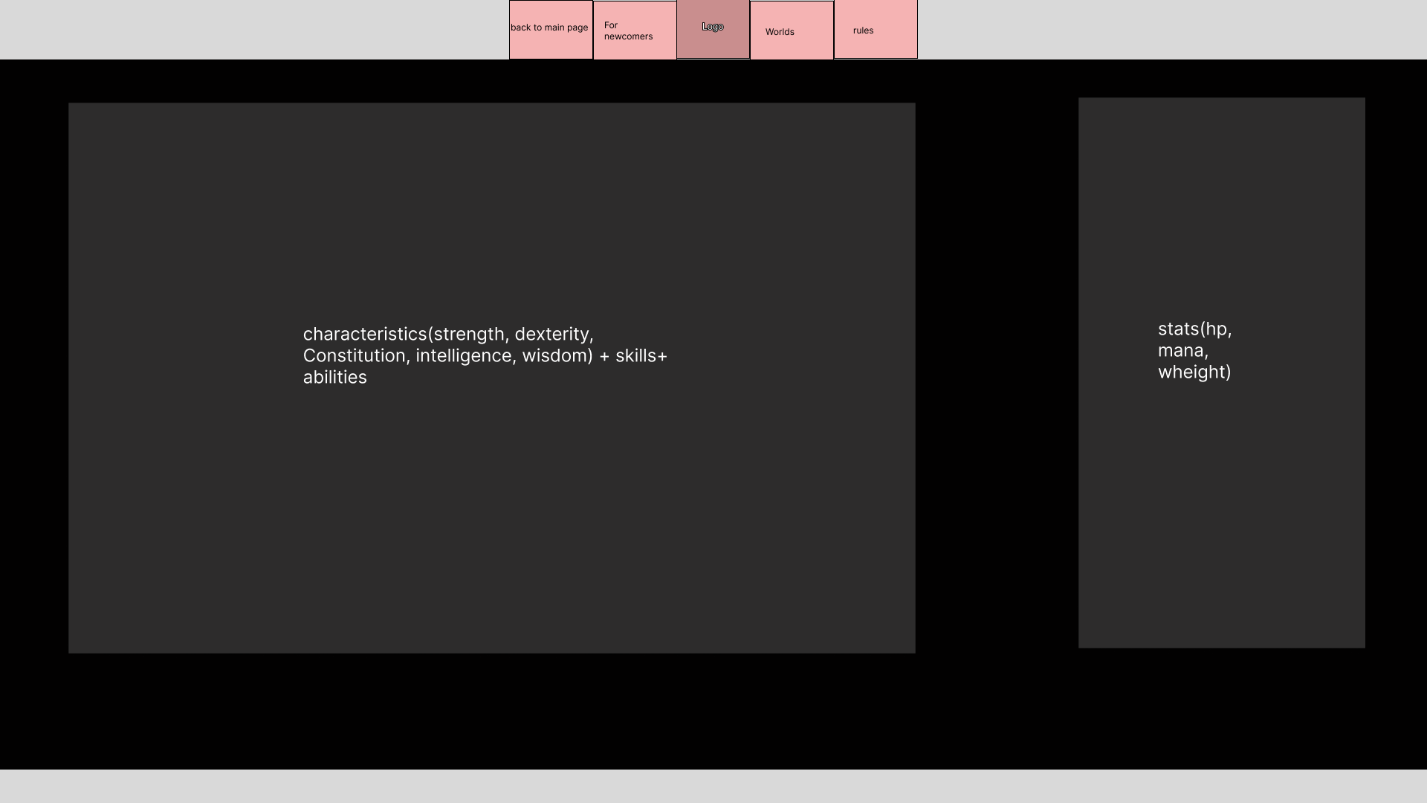 back to main page
For
newcomers
Logo
Worlds
rules
characteristics(strength, dexterity,
Constitution, intelligence, wisdom) + skills+
abilities
stats(hp,
mana,
wheight)